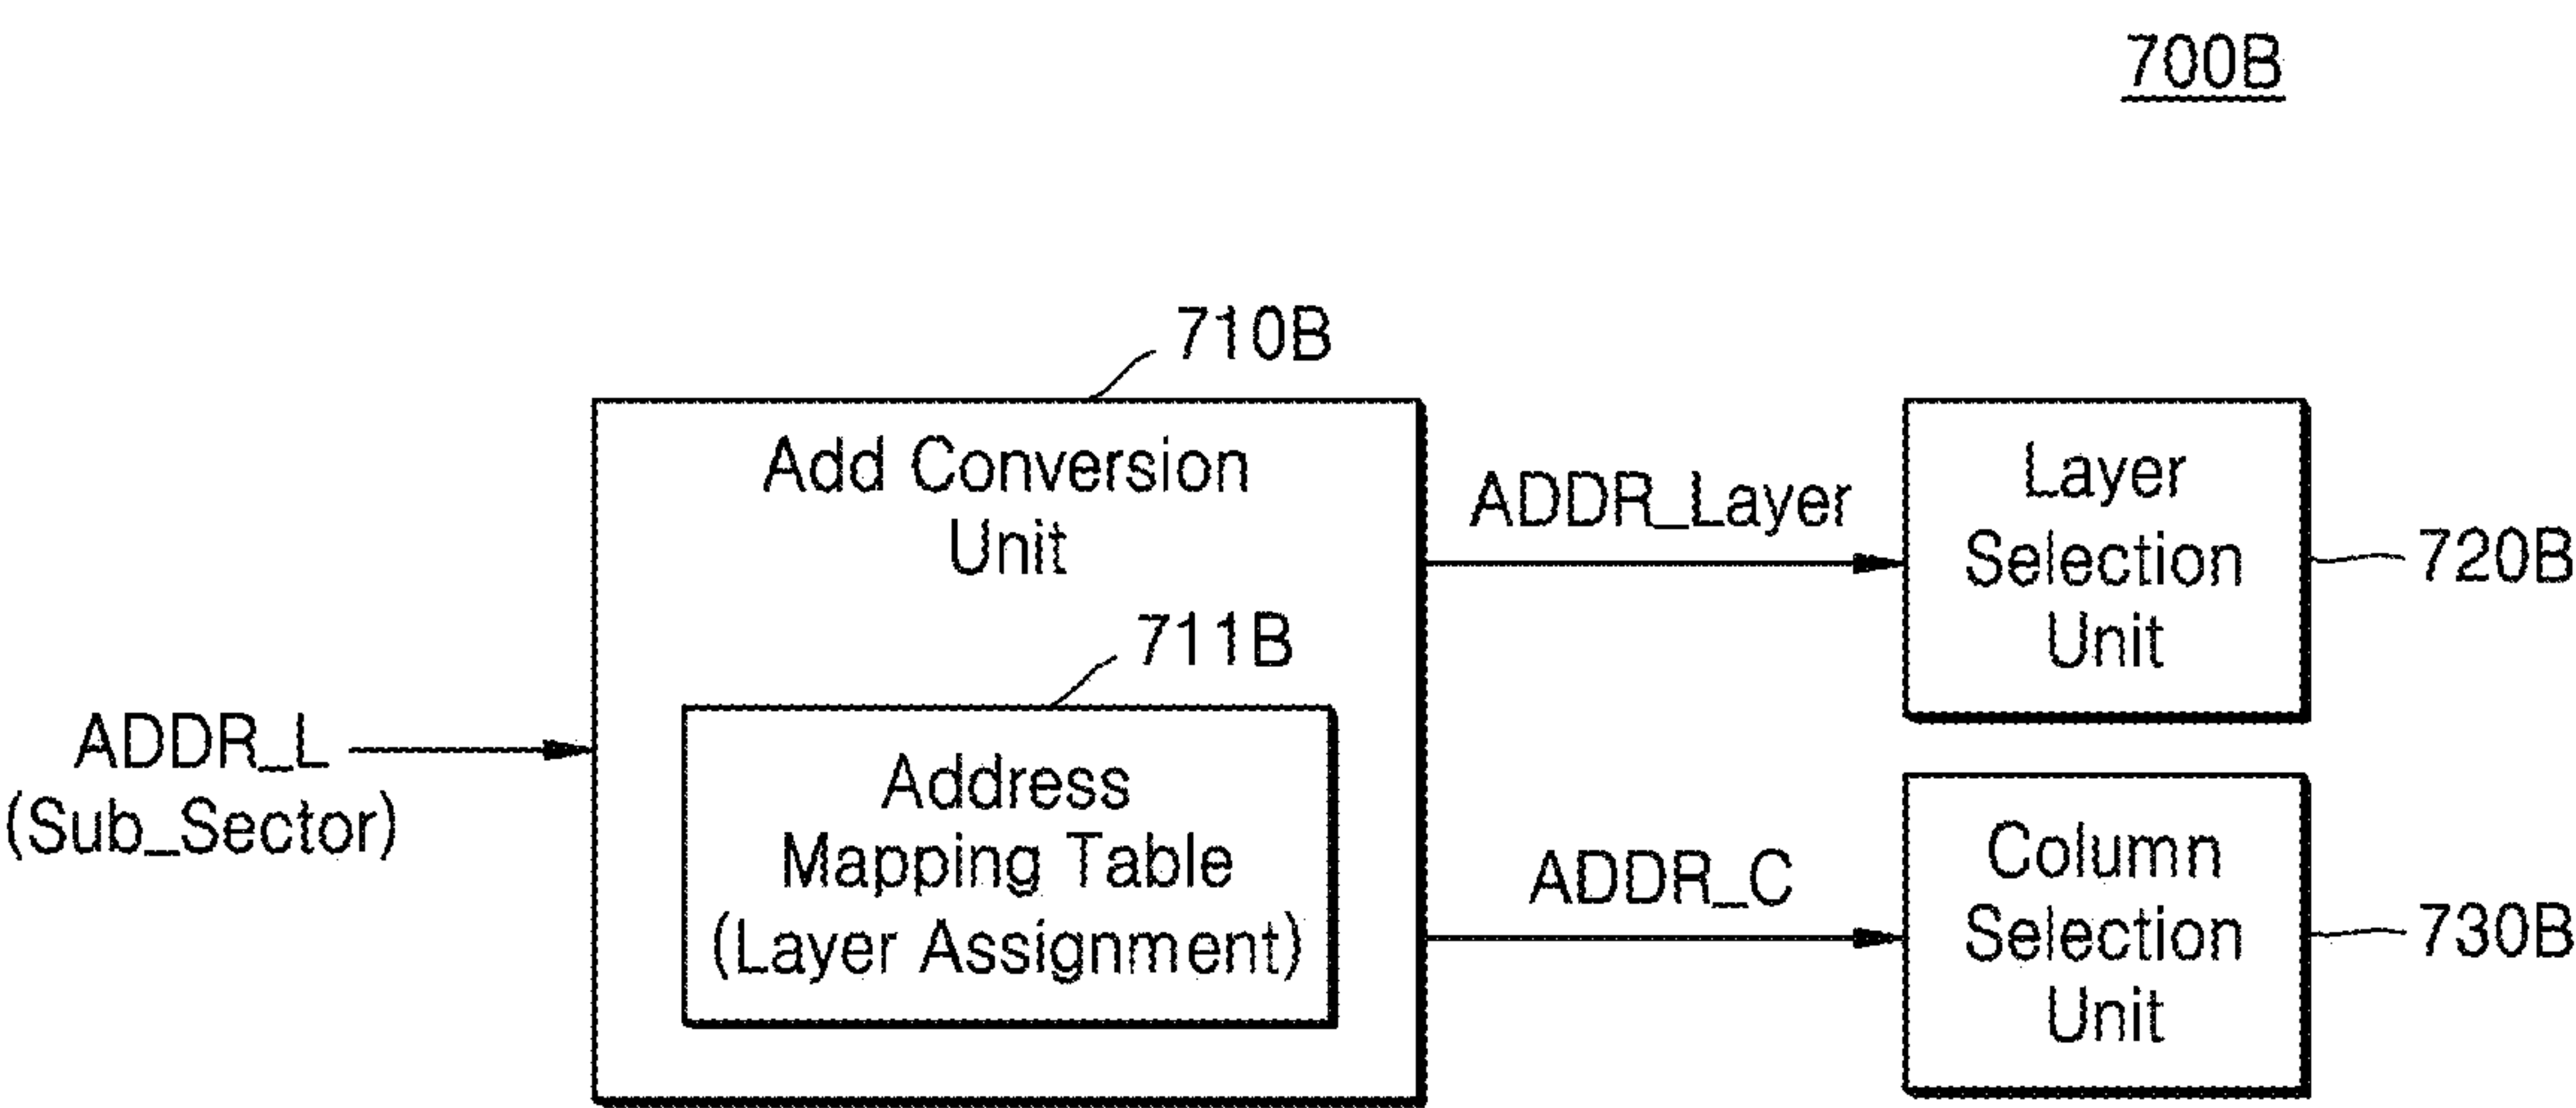 700B
710B
Add Conversion
Unit
711B
Address
Mapping Table
(Layer Assignment)
ADDR_L
(Sub_Sector)
ADDR_Layer
Layer
Selection
Unit
720B
ADDR_C
Column
Selection
Unit
730B